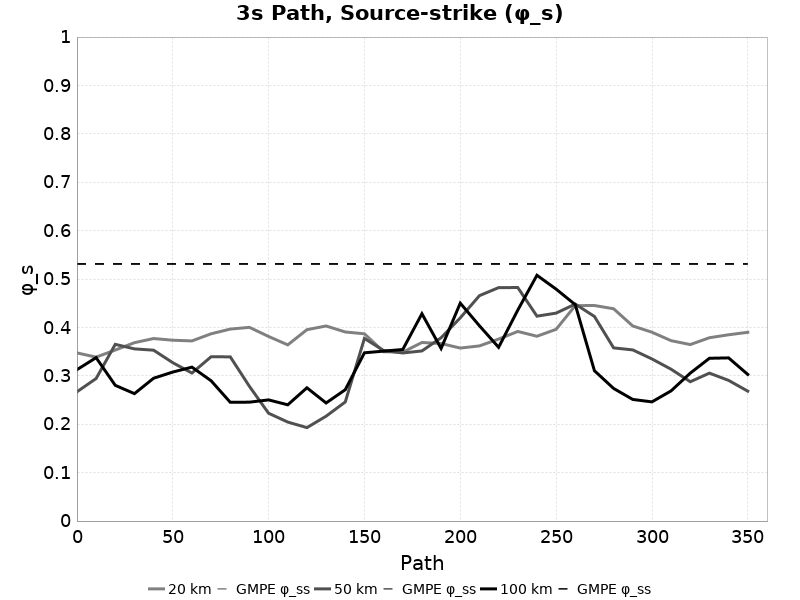 3s Path, Source-strike (φ_s)
φ_s
1
0.9
0.8
0.7
0.6
0.5
0.4
0.3
0.2
0.1
0
0 50 100 150 200 250 300 350
Path
20 km GMPE φ_ss 50 km GMPE φ_ss 100 km GMPE φ_ss